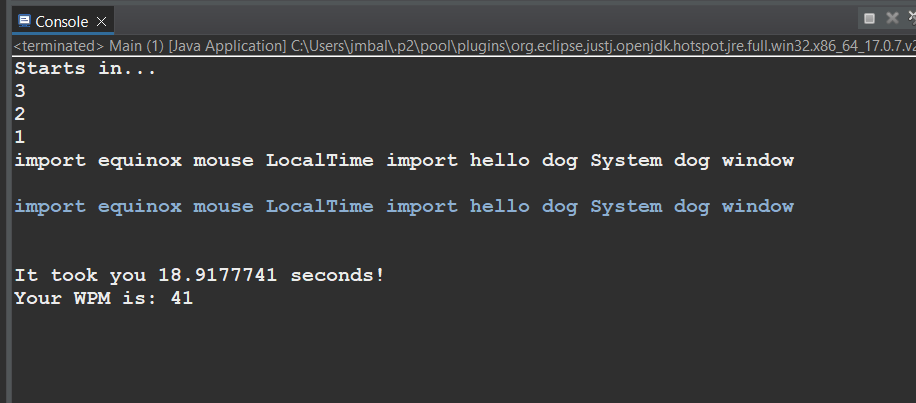 Console
<terminated> Main (1) [Java Application] C:\Users\jmbal\.p2\pool\plugins\org.eclipse.justj.openjdk.hotspot.jre.full.win32.x86_64_17.0.7.v2
Starts in...
3
2
1
import equinox mouse LocalTime import hello dog System dog window
import equinox mouse LocalTime import hello dog System dog window
It took you 18.9177741 seconds!
Your WPM is: 41